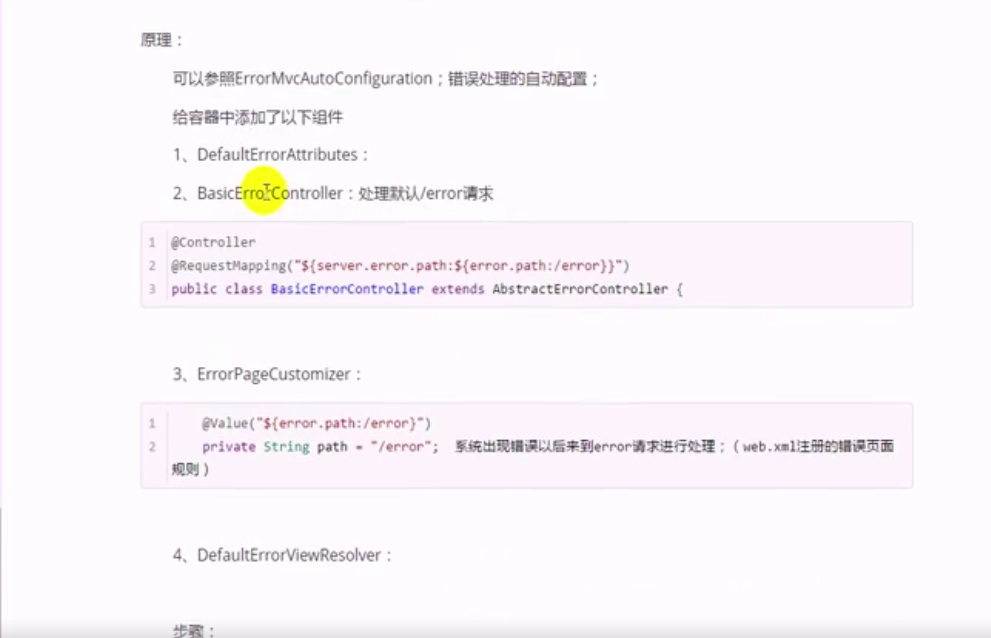 原理：
可以参照ErrorMvcAutoConfiguration；错误处理的自动配置；
给容器中添加了以下组件
1、DefaultErrorAttributes：
2、BasicErrorController：处理默认/error请求
1 @Controller
2 @RequestMapping("${server.error.path:${error.path:/error}}")
3 public class BasicErrorController extends AbstractErrorController {
3、ErrorPageCustomizer：
1 @Value("${error.path:/error}")
2 private String path = "/error"; 系统出现错误以后来到error请求进行处理；（web.xml注册的错误页面
规则）
4、DefaultErrorViewResolver：
步骤：